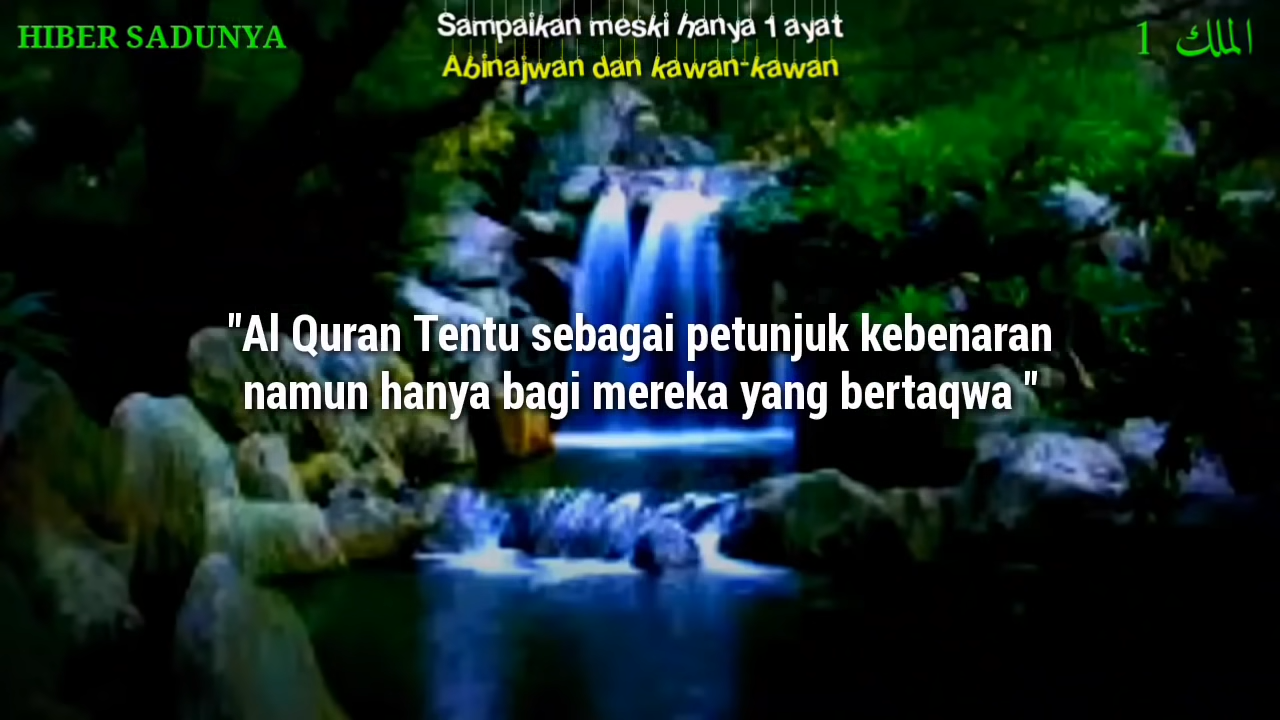 HIBER SADUNYA
Sampaikan meski hanya 1 ayat
Abinajwan dan kawan-kawan
الملك 1
"Al Quran Tentu sebagai petunjuk kebenaran
namun hanya bagi mereka yang bertaqwa "